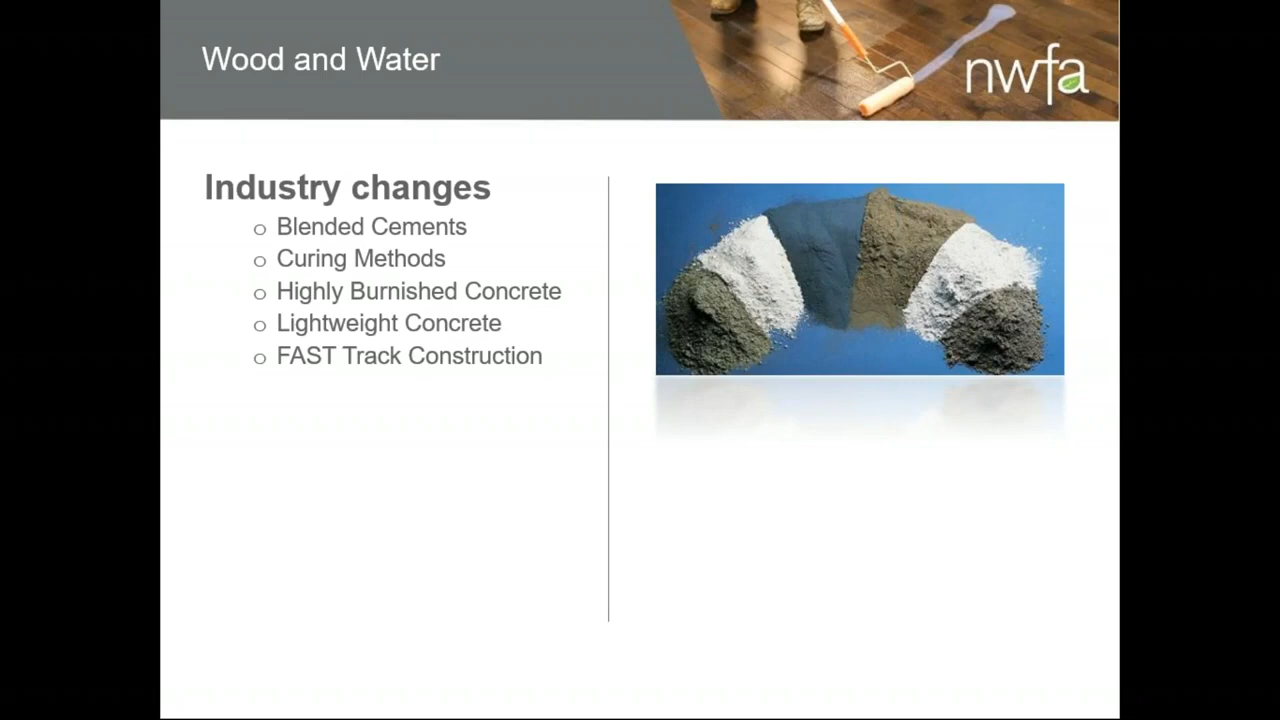 Wood and Water
nwfa
Industry changes
Blended Cements
Curing Methods
Highly Burnished Concrete
Lightweight Concrete
FAST Track Construction